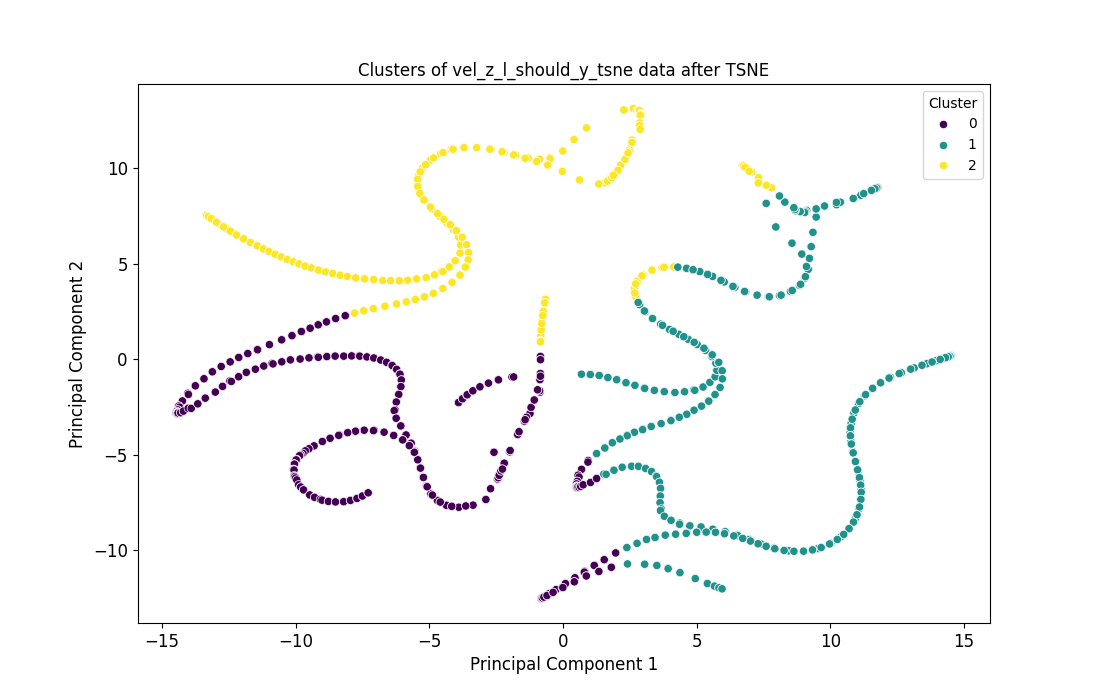 Clusters of vel_z_l_should_y_tsne data after TSNE
Cluster
0
1
2
10
5
0
−5
−10
Principal Component 2
−15 −10 −5 0 5 10 15
Principal Component 1